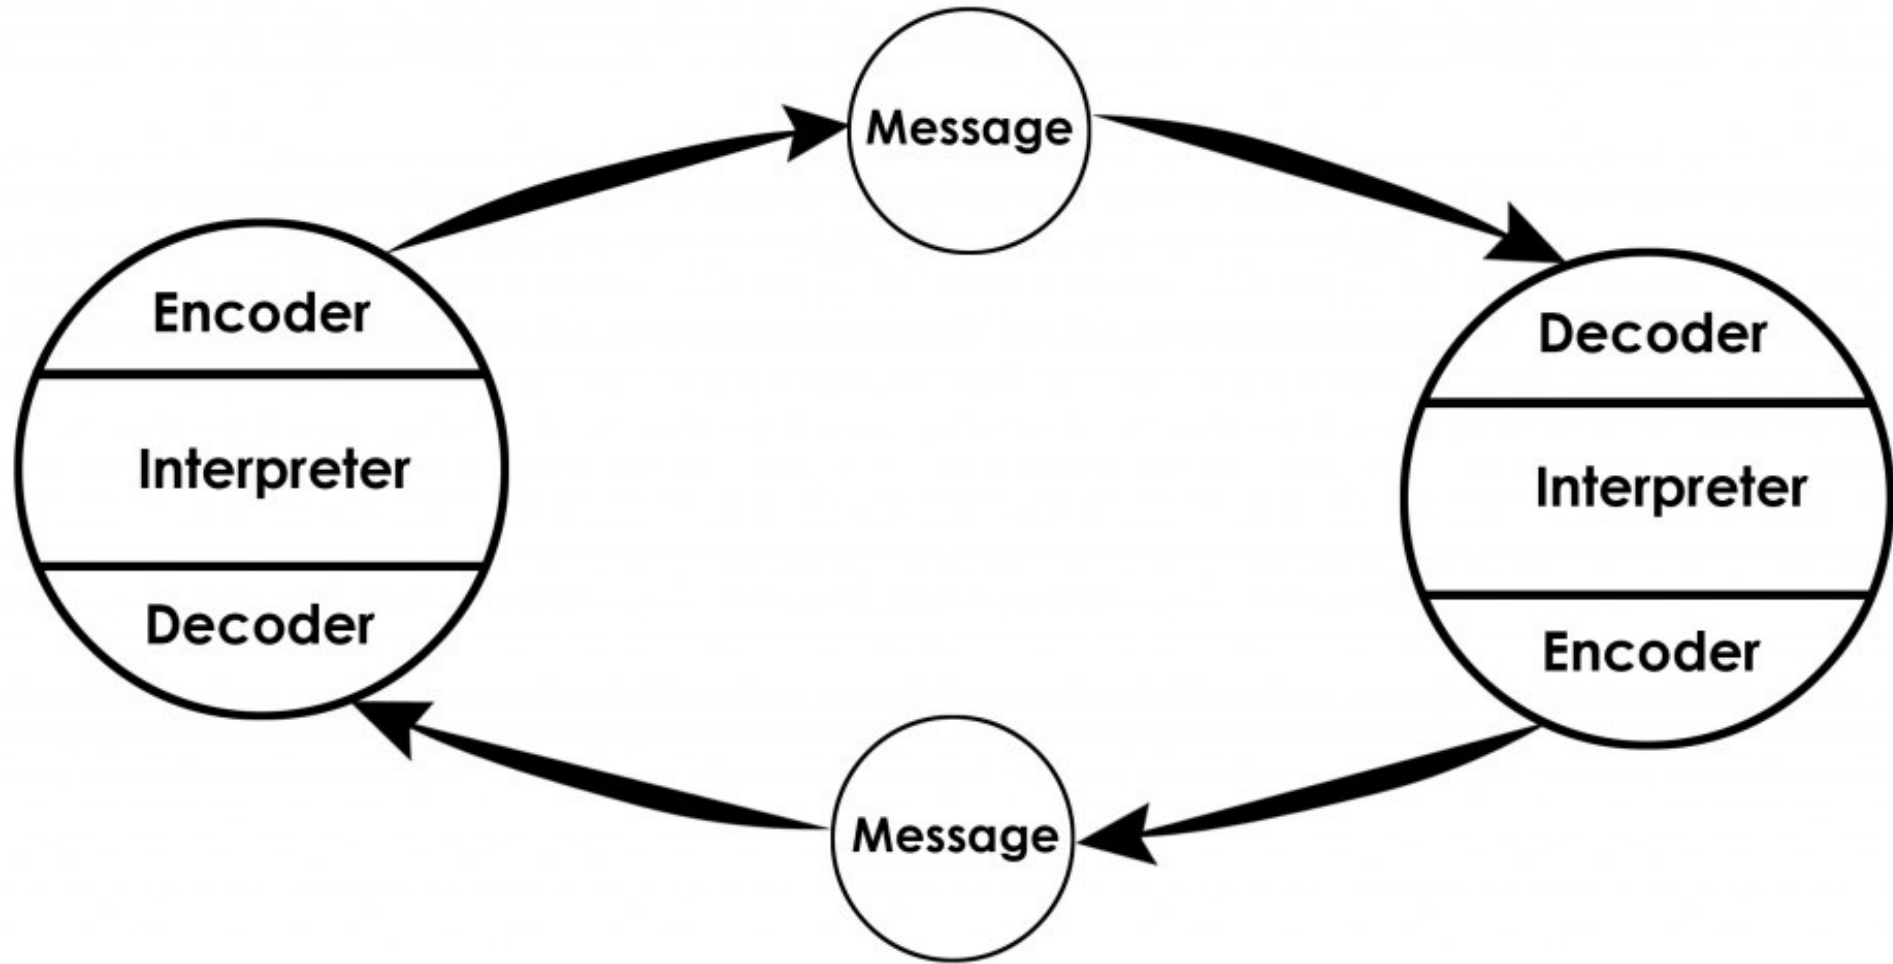 Message
Encoder
Interpreter
Decoder
Decoder
Interpreter
Encoder
Message